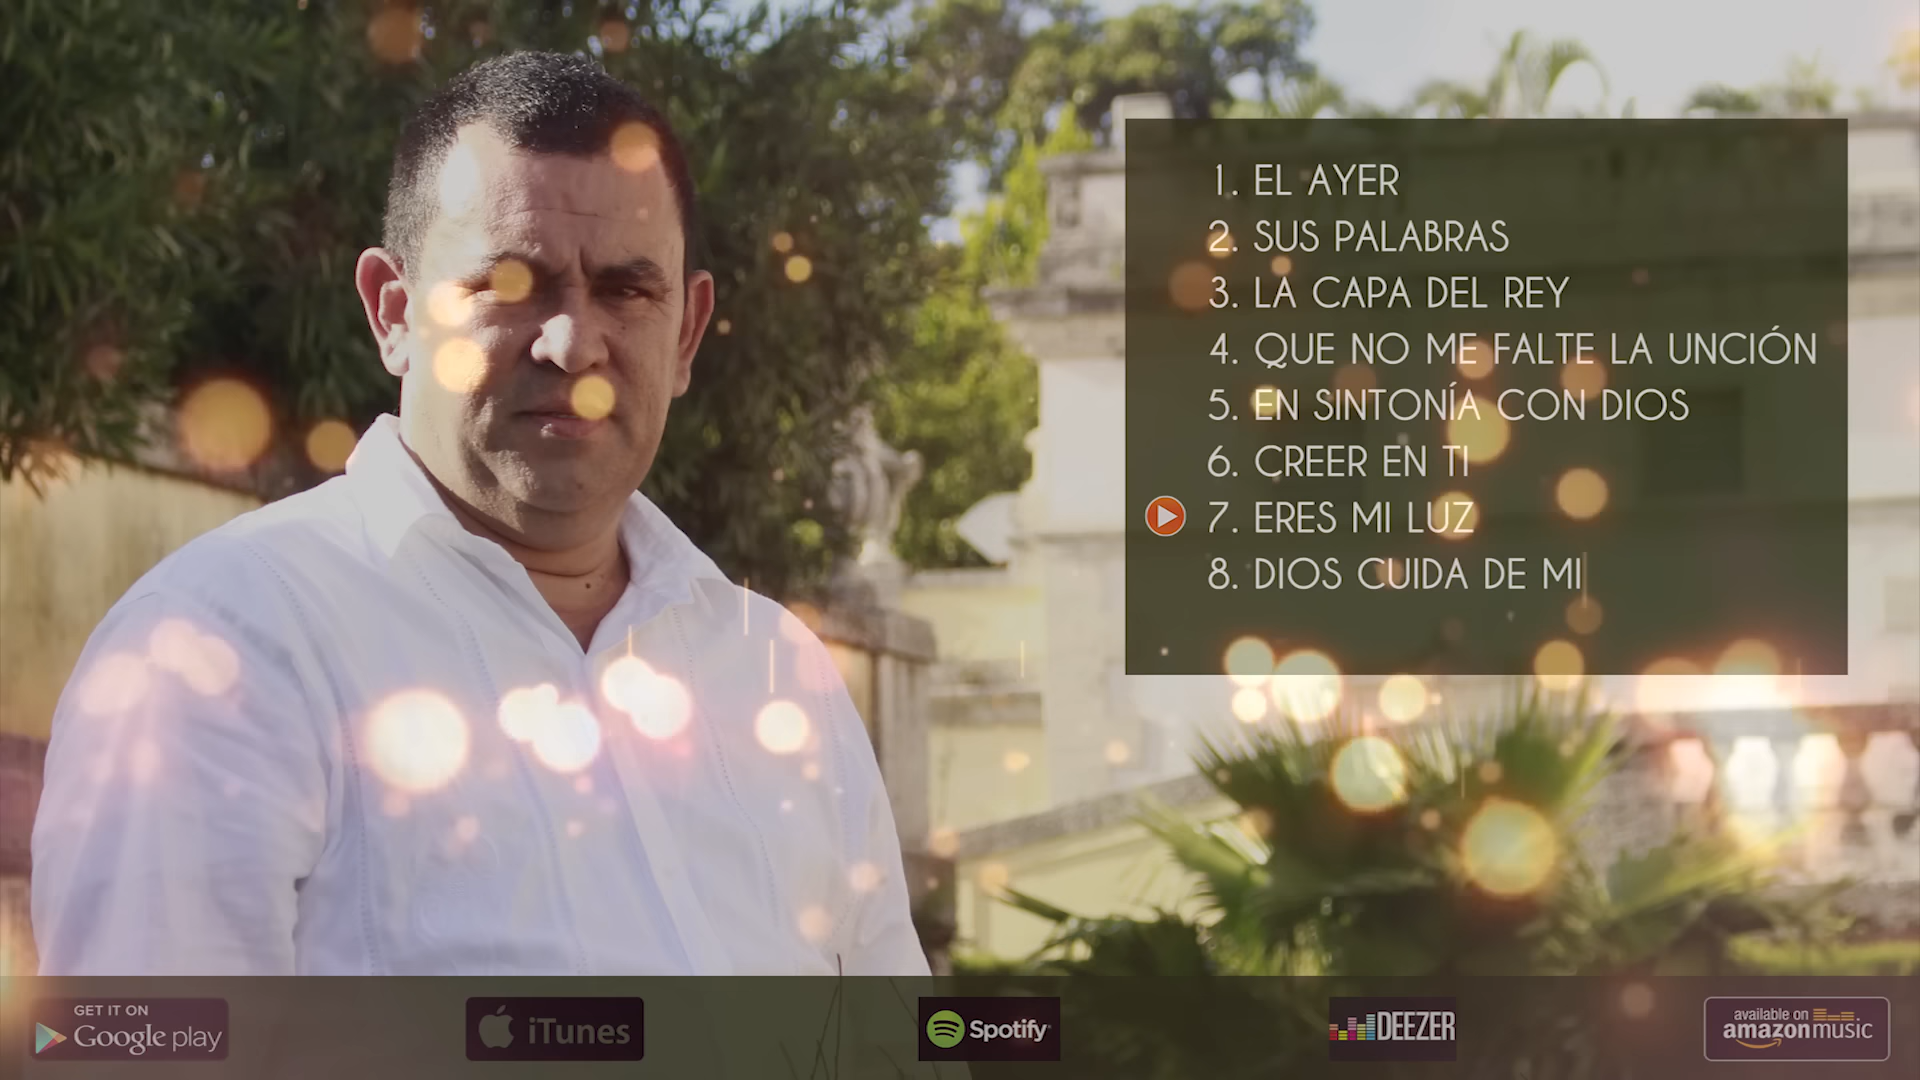 1. EL AYER
2. SUS PALABRAS
3. LA CAPA DEL REY
4. QUE NO ME FALTE LA UNCIÓN
5. EN SINTONÍA CON DIOS
6. CREER EN TI
7. ERES MI LUZ
8. DIOS CUIDA DE MI
GET IT ON
Google play
iTunes
Spotify
DEEZER
available on
amazon music